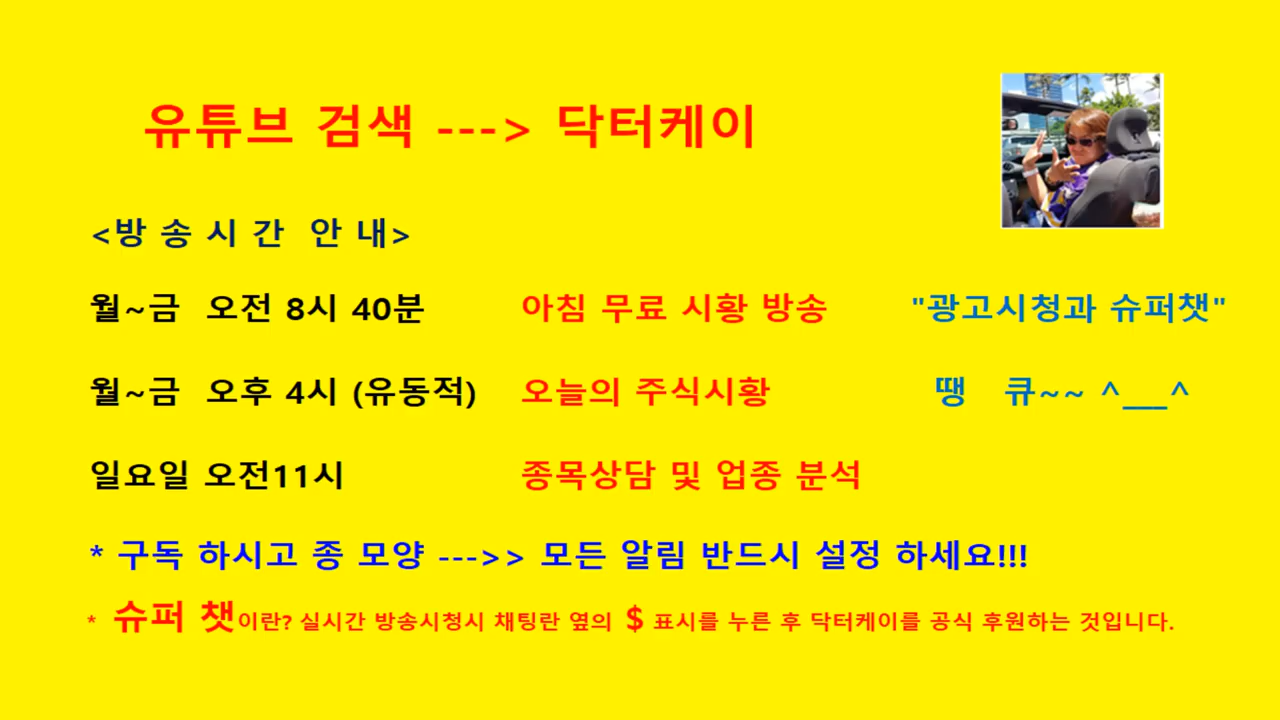 유튜브 검색 ---> 닥터케이
<방 송 시 간 안 내>
월~금 오전 8시 40분 아침 무료 시황 방송 "광고시청과 슈퍼챗"
월~금 오후 4시 (유동적) 오늘의 주식시황 땡 큐~~ ^___^
일요일 오전11시 종목상담 및 업종 분석
* 구독 하시고 종 모양 --->> 모든 알림 반드시 설정 하세요!!!
* 슈퍼 챗이란? 실시간 방송시청시 채팅란 옆의 $ 표시를 누른 후 닥터케이를 공식 후원하는 것입니다.